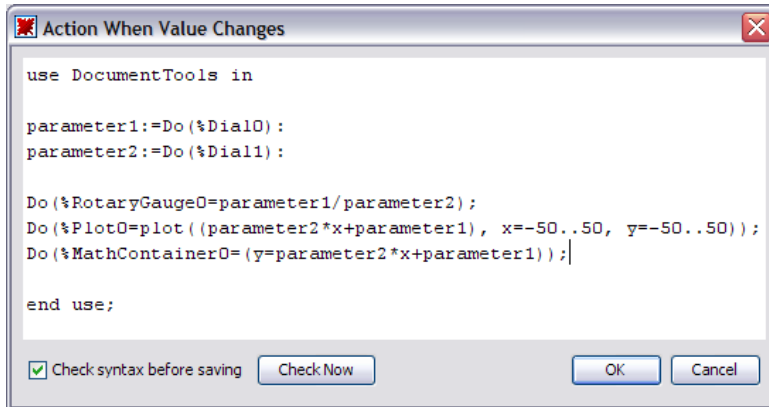 Action When Value Changes
use DocumentTools in
parameter1:=Do(%Dial0):
parameter2:=Do(%Dial1):
Do(%RotaryGauge0=parameter1/parameter2);
Do(%Plot0=plot((parameter2*x+parameter1), x=-50..50, y=-50..50));
Do(%MathContainer0=(y=parameter2*x+parameter1));
end use;
Check syntax before saving Check Now OK Cancel